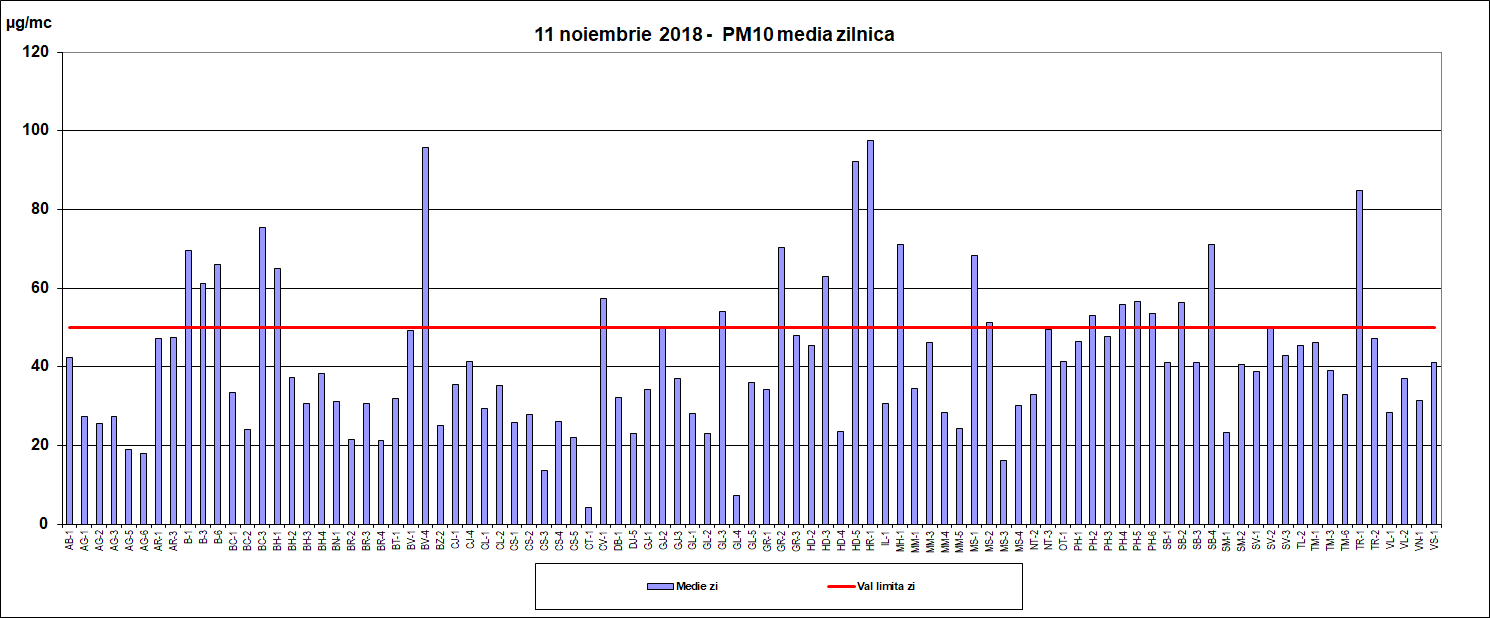 µg/mc
11 noiembrie 2018 - PM10 media zilnica
120
100
80
60
40
20
0
AB-1 AG-1 AG-2 AG-3 AG-5 AG-6 AR-1 AR-3 B-1 B-3 B-6 BC-1 BC-2 BC-3 BH-1 BH-2 BH-3 BH-4 BN-1 BR-2 BR-3 BR-4 BT-1 BV-1 BV-4 BZ-2 CJ-1 CJ-4 CL-1 CL-2 CS-1 CS-2 CS-3 CS-4 CS-5 CT-1 CV-1 DB-1 DJ-5 GJ-1 GJ-2 GJ-3 GL-1 GL-2 GL-3 GL-4 GL-5 GR-1 GR-2 GR-3 HD-2 HD-3 HD-4 HD-5 HR-1 IL-1 MH-1 MM-1 MM-3 MM-4 MM-5 MS-1 MS-2 MS-3 MS-4 NT-2 NT-3 OT-1 PH-1 PH-2 PH-3 PH-4 PH-5 PH-6 SB-1 SB-2 SB-3 SB-4 SM-1 SM-2 SV-1 SV-2 SV-3 TL-2 TM-1 TM-3 TM-6 TR-1 TR-2 VL-1 VL-2 VN-1 VS-1
Medie zi Val limita zi